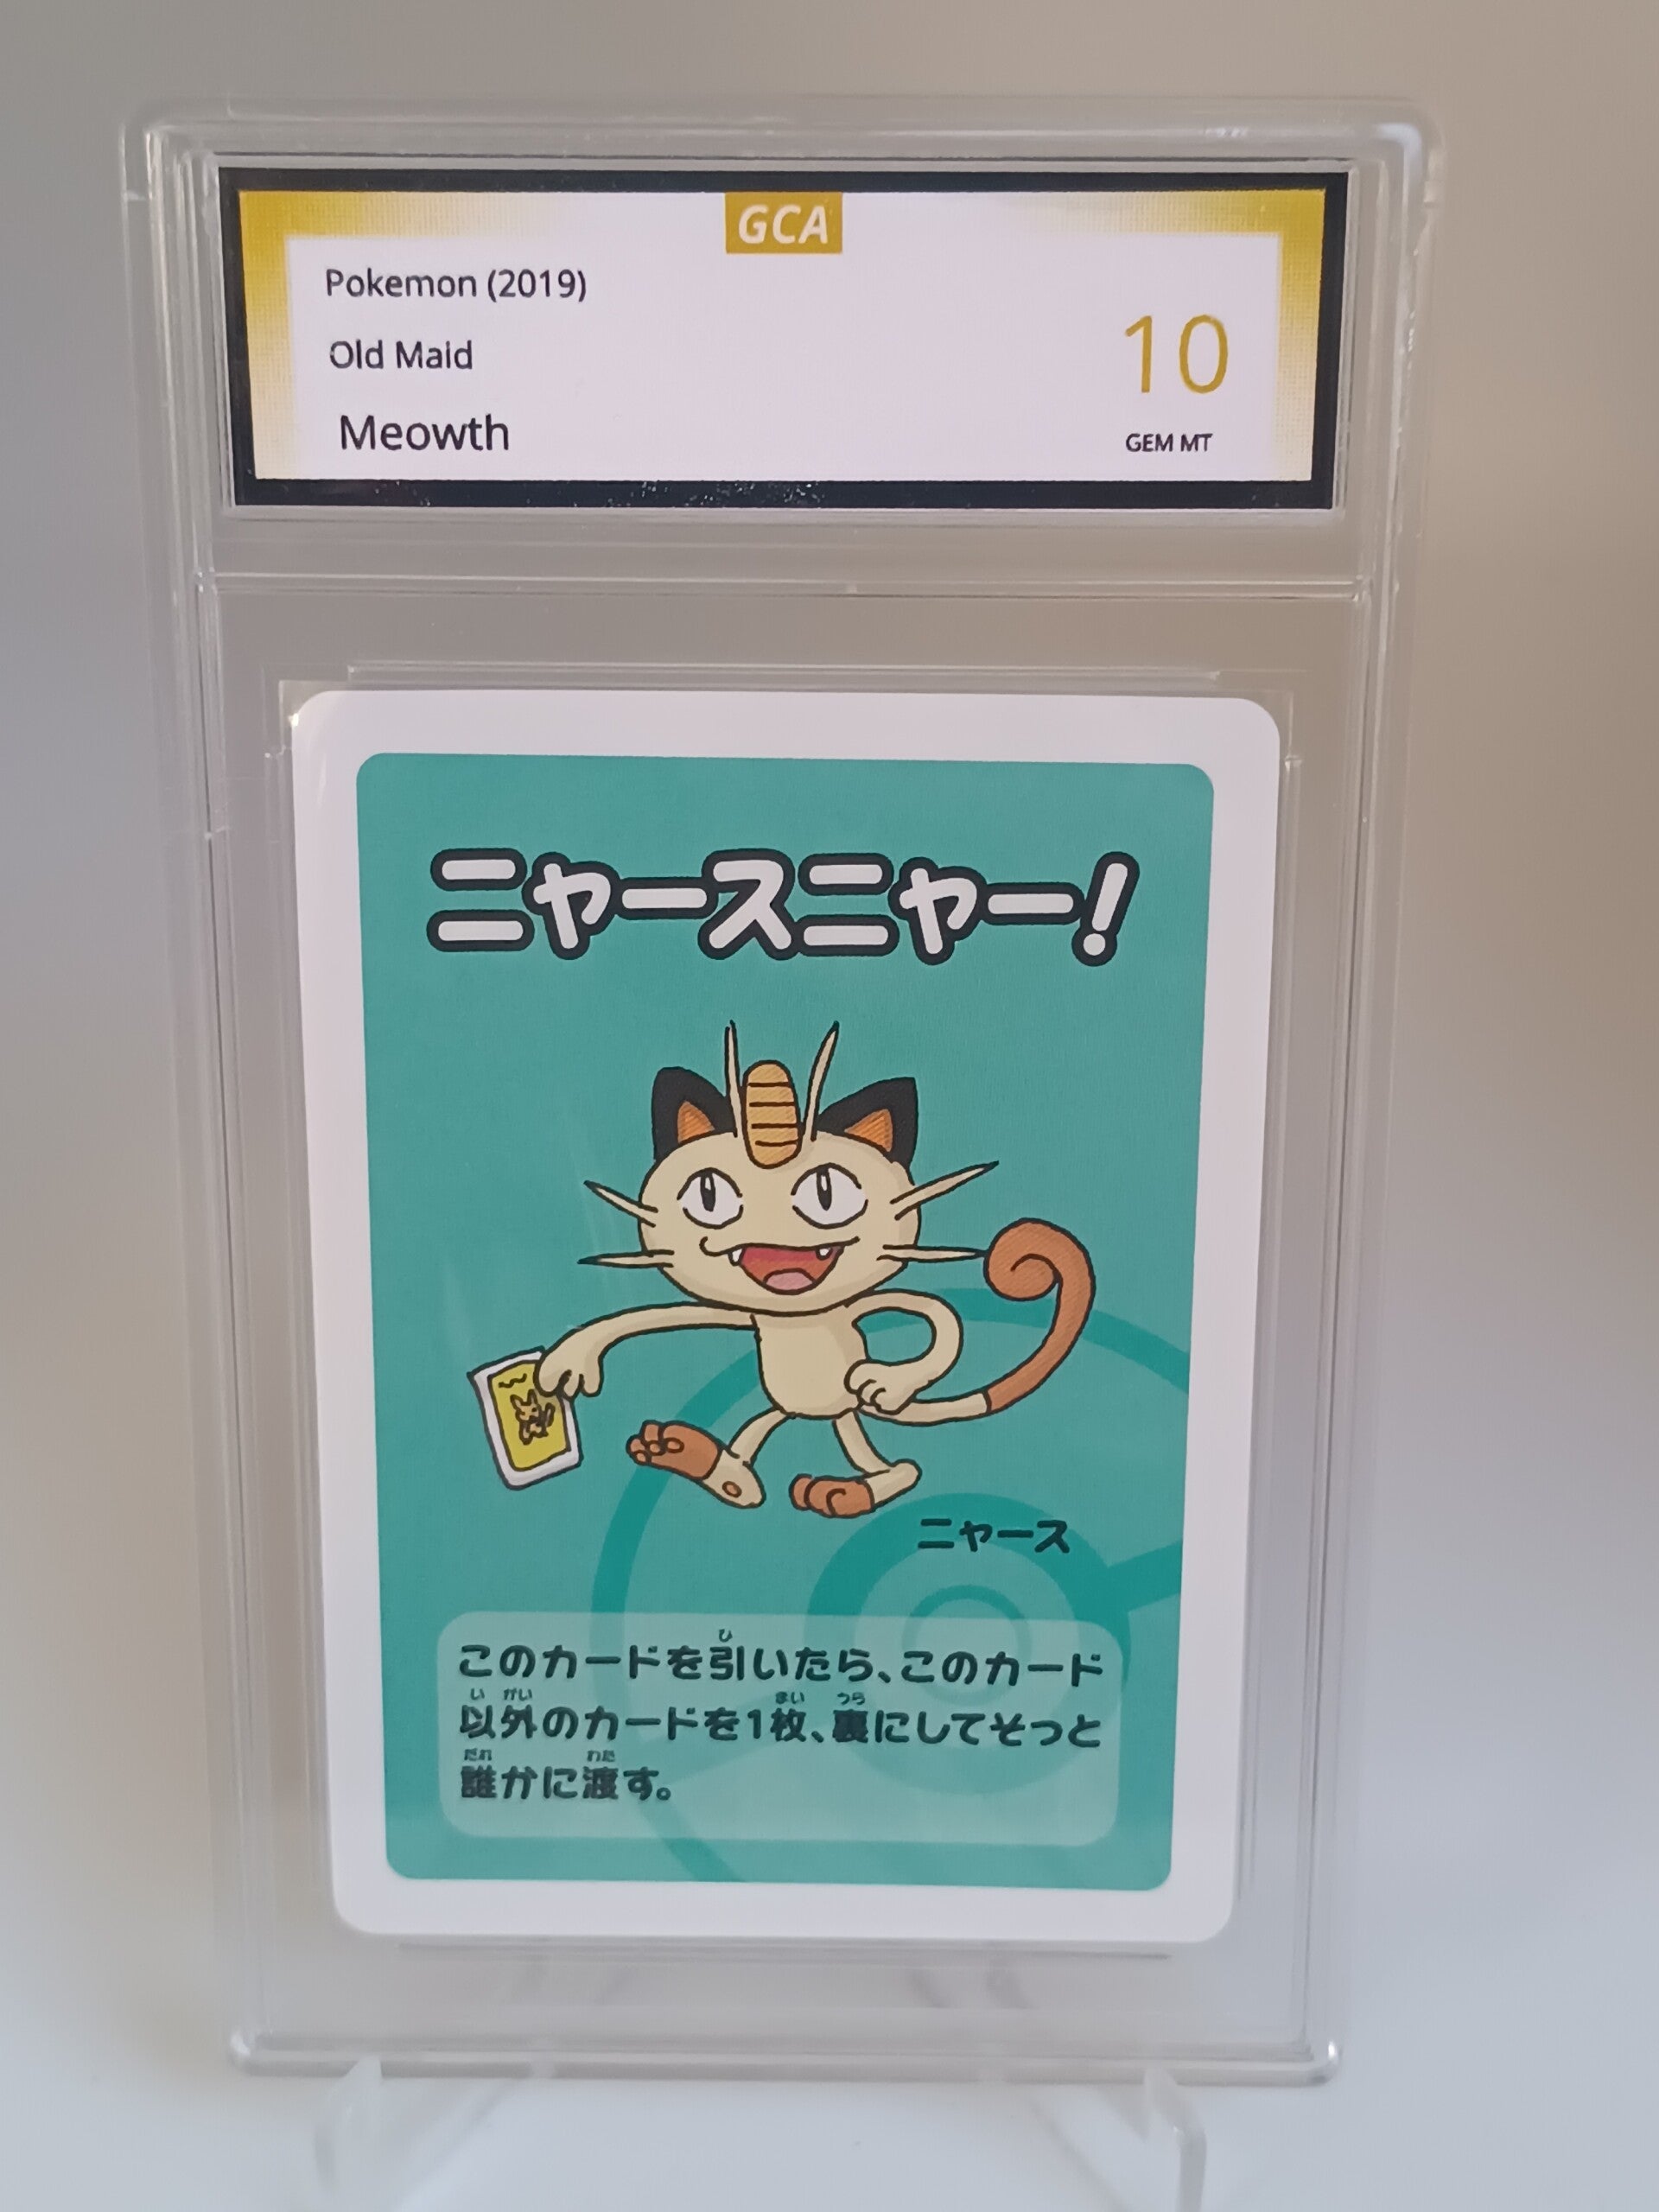 GCA
Pokemon (2019)
Old Maid
Meowth
10
GEM MT
ニャースニャー!
ニャース
このカードを引いたら、このカード
以外のカードを1枚、裏にしてそっと
誰かに渡す。